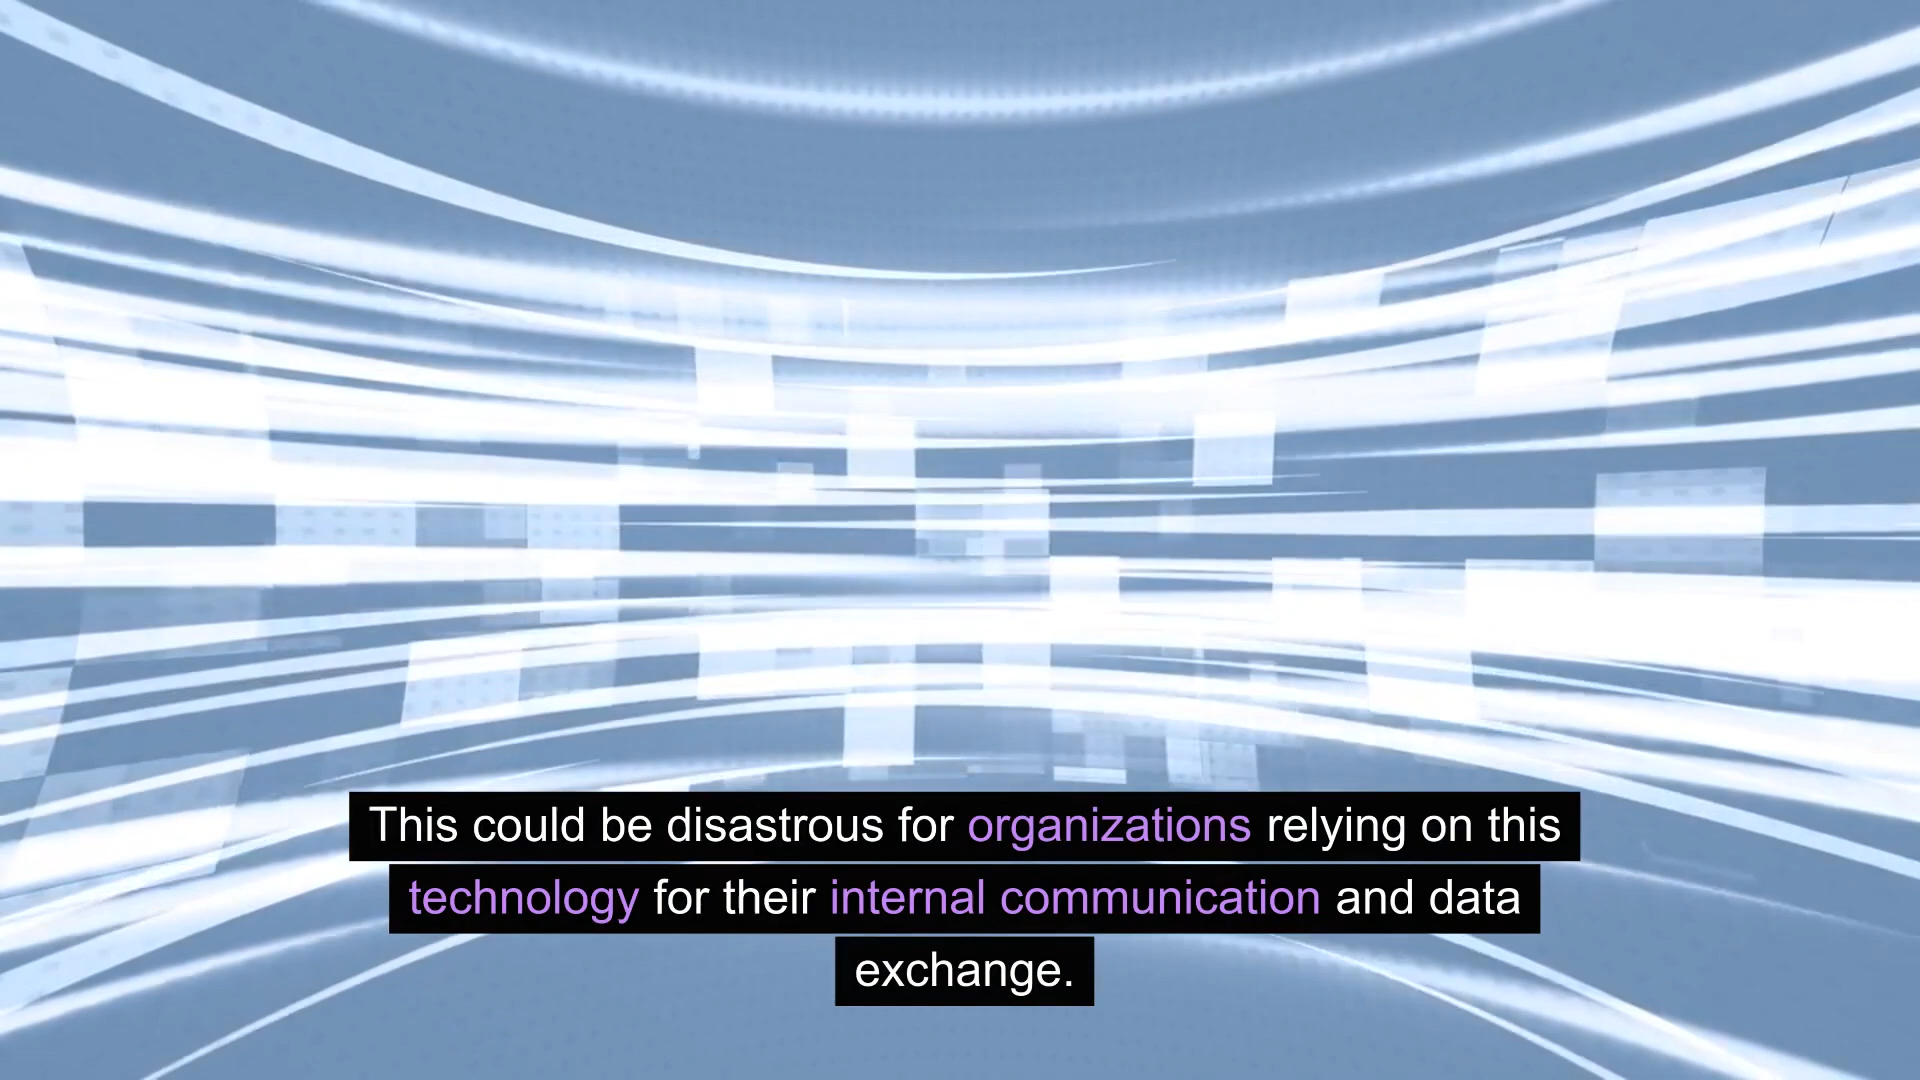 This could be disastrous for organizations relying on this
technology for their internal communication and data
exchange.